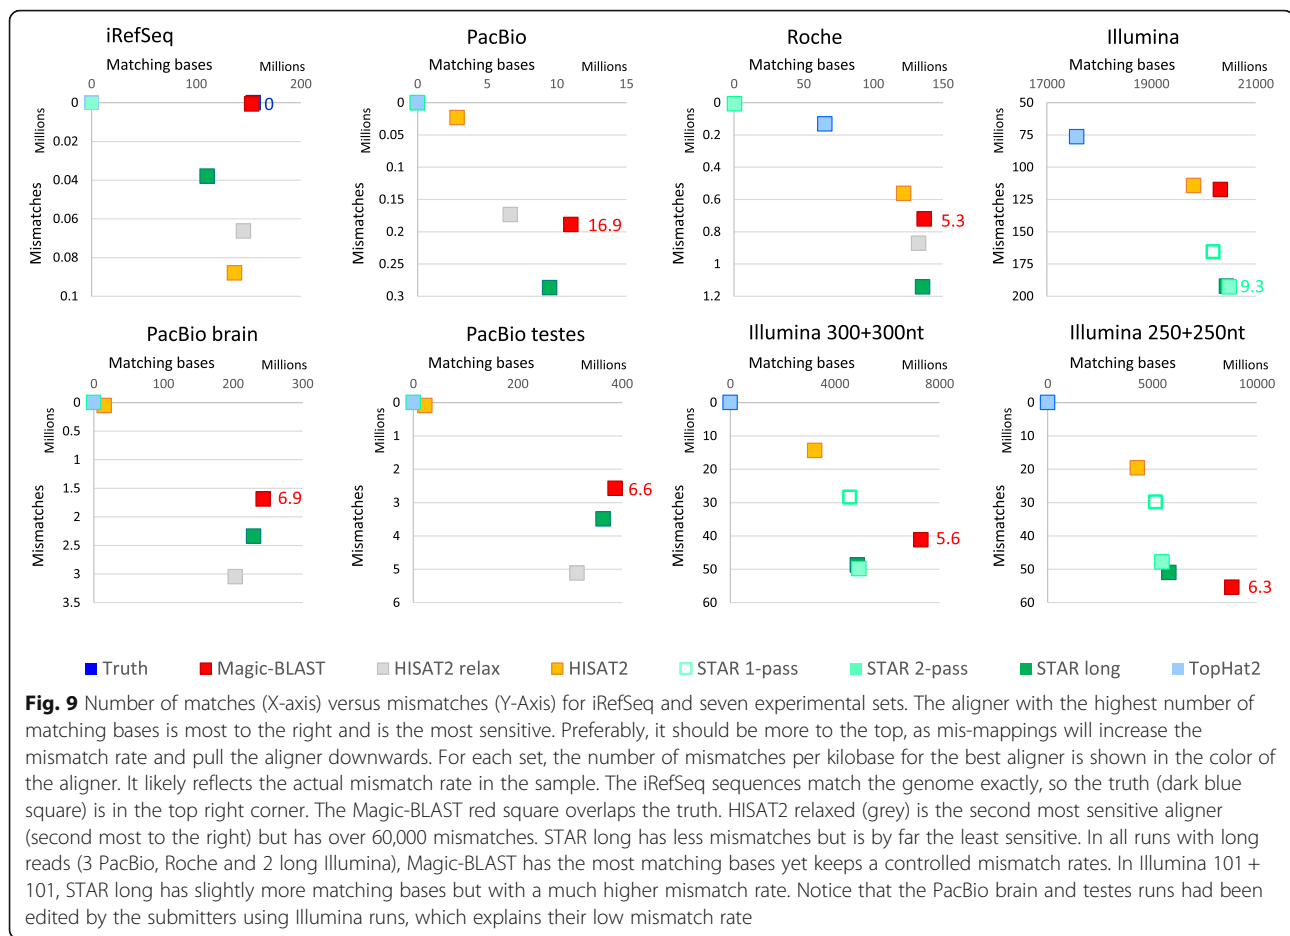 iRefSeq
Matching bases Millions
0 100 200
Millions
Mismatches
0
0.02
0.04
0.06
0.08
0.1
0
PacBio
Matching bases Millions
0 5 10 15
Millions
Mismatches
0
0.05
0.1
0.15
0.2
0.25
0.3
16.9
Roche
Matching bases Millions
0 50 100 150
Millions
Mismatches
0
0.2
0.4
0.6
0.8
1
1.2
5.3
Illumina
Matching bases Millions
17000 19000 21000
Millions
Mismatches
50
75
100
125
150
175
200
9.3
PacBio brain
Matching bases Millions
0 100 200 300
Millions
Mismatches
0
0.5
1
1.5
2
2.5
3
3.5
6.9
PacBio testes
Matching bases Millions
0 200 400
Millions
Mismatches
0
1
2
3
4
5
6
6.6
Illumina 300+300nt
Matching bases Millions
0 4000 8000
Millions
Mismatches
0
10
20
30
40
50
60
5.6
Illumina 250+250nt
Matching bases Millions
0 5000 10000
Millions
Mismatches
0
10
20
30
40
50
60
6.3
Truth Magic-BLAST HISAT2 relax HISAT2 STAR 1-pass STAR 2-pass STAR long TopHat2
Fig. 9 Number of matches (X-axis) versus mismatches (Y-Axis) for iRefSeq and seven experimental sets. The aligner with the highest number of
matching bases is most to the right and is the most sensitive. Preferably, it should be more to the top, as mis-mappings will increase the
mismatch rate and pull the aligner downwards. For each set, the number of mismatches per kilobase for the best aligner is shown in the color of
the aligner. It likely reflects the actual mismatch rate in the sample. The iRefSeq sequences match the genome exactly, so the truth (dark blue
square) is in the top right corner. The Magic-BLAST red square overlaps the truth. HISAT2 relaxed (grey) is the second most sensitive aligner
(second most to the right) but has over 60,000 mismatches. STAR long has less mismatches but is by far the least sensitive. In all runs with long
reads (3 PacBio, Roche and 2 long Illumina), Magic-BLAST has the most matching bases yet keeps a controlled mismatch rates. In Illumina 101 +
101, STAR long has slightly more matching bases but with a much higher mismatch rate. Notice that the PacBio brain and testes runs had been
edited by the submitters using Illumina runs, which explains their low mismatch rate